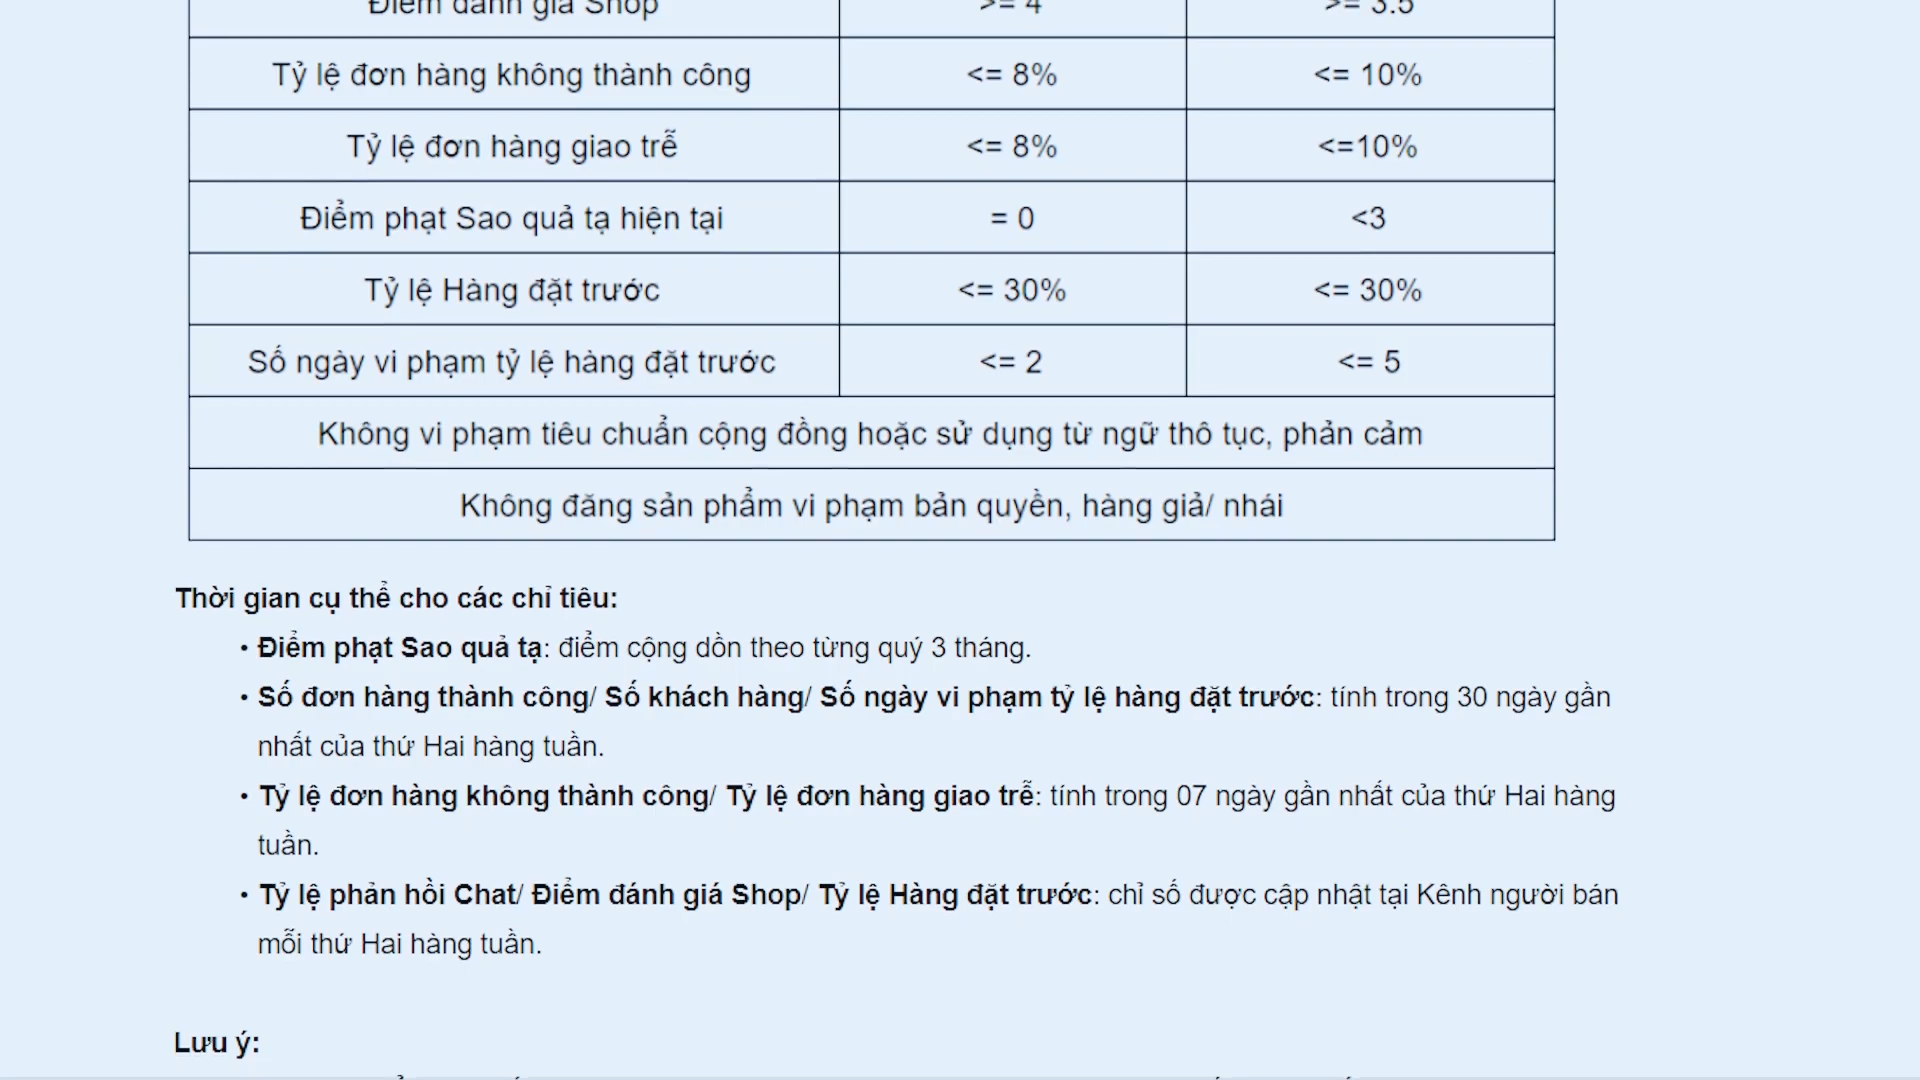 Điểm đánh giá Shop >= 4 >= 3.5
Tỷ lệ đơn hàng không thành công <= 8% <= 10%
Tỷ lệ đơn hàng giao trễ <= 8% <=10%
Điểm phạt Sao quả tạ hiện tại = 0 <3
Tỷ lệ Hàng đặt trước <= 30% <= 30%
Số ngày vi phạm tỷ lệ hàng đặt trước <= 2 <= 5
Không vi phạm tiêu chuẩn cộng đồng hoặc sử dụng từ ngữ thô tục, phản cảm
Không đăng sản phẩm vi phạm bản quyền, hàng giả/ nhái
Thời gian cụ thể cho các chỉ tiêu:
• Điểm phạt Sao quả tạ: điểm cộng dồn theo từng quý 3 tháng.
• Số đơn hàng thành công/ Số khách hàng/ Số ngày vi phạm tỷ lệ hàng đặt trước: tính trong 30 ngày gần
nhất của thứ Hai hàng tuần.
• Tỷ lệ đơn hàng không thành công/ Tỷ lệ đơn hàng giao trễ: tính trong 07 ngày gần nhất của thứ Hai hàng
tuần.
• Tỷ lệ phản hồi Chat/ Điểm đánh giá Shop/ Tỷ lệ Hàng đặt trước: chỉ số được cập nhật tại Kênh người bán
mỗi thứ Hai hàng tuần.
Lưu ý: